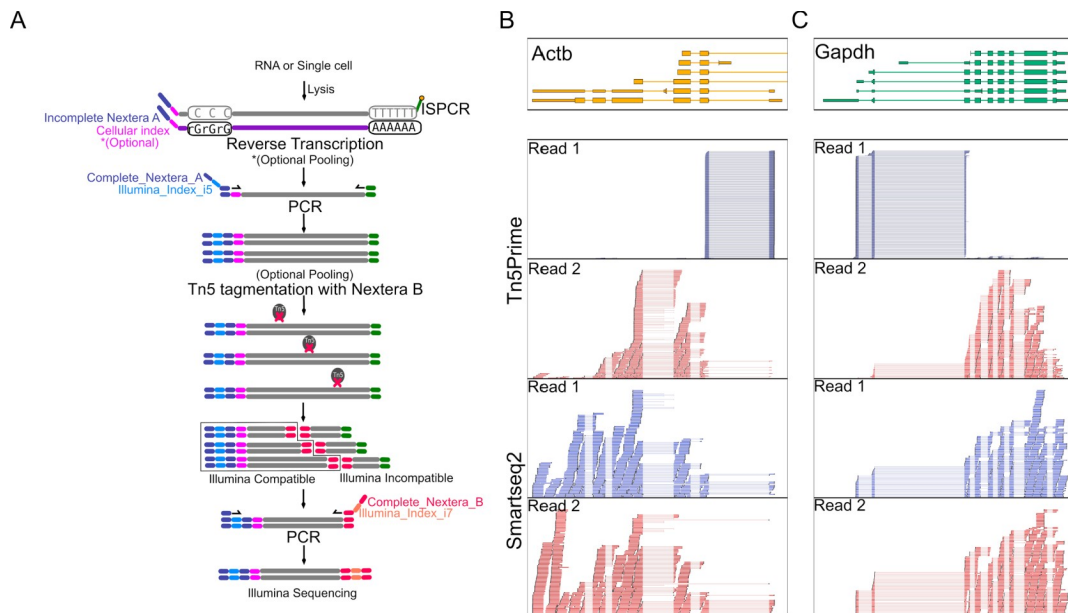 A
RNA or Single cell
Lysis
C C C
TTTTTT
ISPCR
Incomplete Nextera A
Cellular index
*(Optional)
rGrGrG
AAAAAA
Reverse Transcription
*(Optional Pooling)
Complete_Nextera_A
Illumina_Index_i5
PCR
(Optional Pooling)
Tn5 tagmentation with Nextera B
Tn5
Tn5
Tn5
Illumina Compatible
Illumina Incompatible
Complete_Nextera_B
Illumina_Index_i7
PCR
Illumina Sequencing
B
Actb
Tn5Prime
Read 1
Read 2
Smartseq2
Read 1
Read 2
C
Gapdh
Read 1
Read 2
Read 1
Read 2